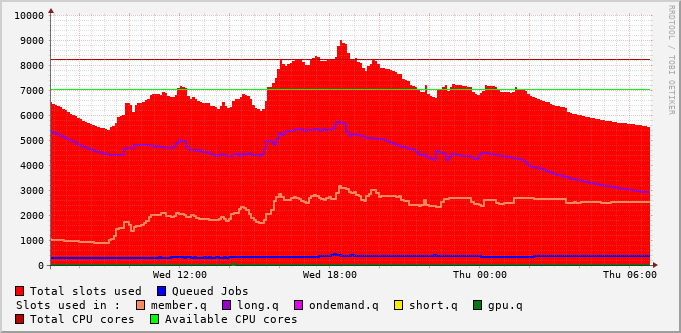 10000
9000
8000
7000
6000
5000
4000
3000
2000
1000
0
Wed 12:00 Wed 18:00 Thu 00:00 Thu 06:00
RRDTOOL / TOBI OETIKER
Total slots used Queued Jobs
Slots used in : member.q long.q ondemand.q short.q gpu.q
Total CPU cores Available CPU cores